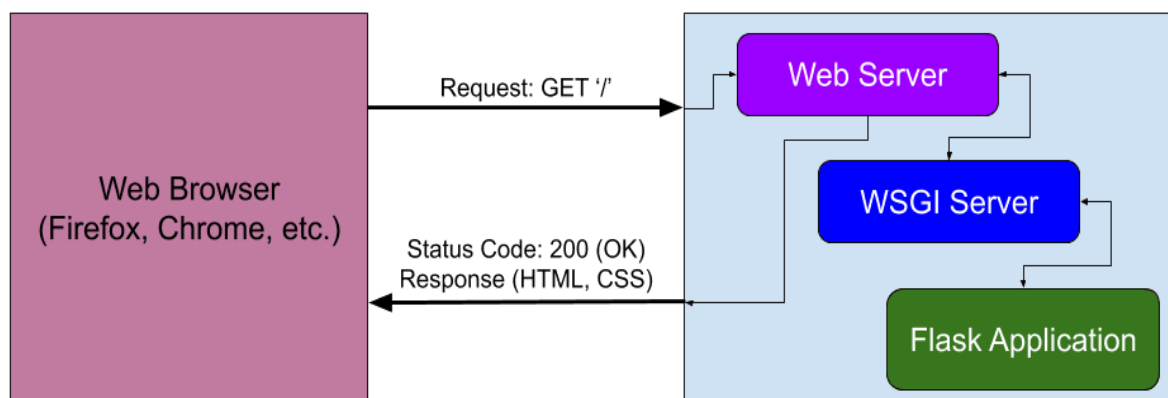 Web Browser
(Firefox, Chrome, etc.)
Request: GET ‘/’
Status Code: 200 (OK)
Response (HTML, CSS)
Web Server
WSGI Server
Flask Application